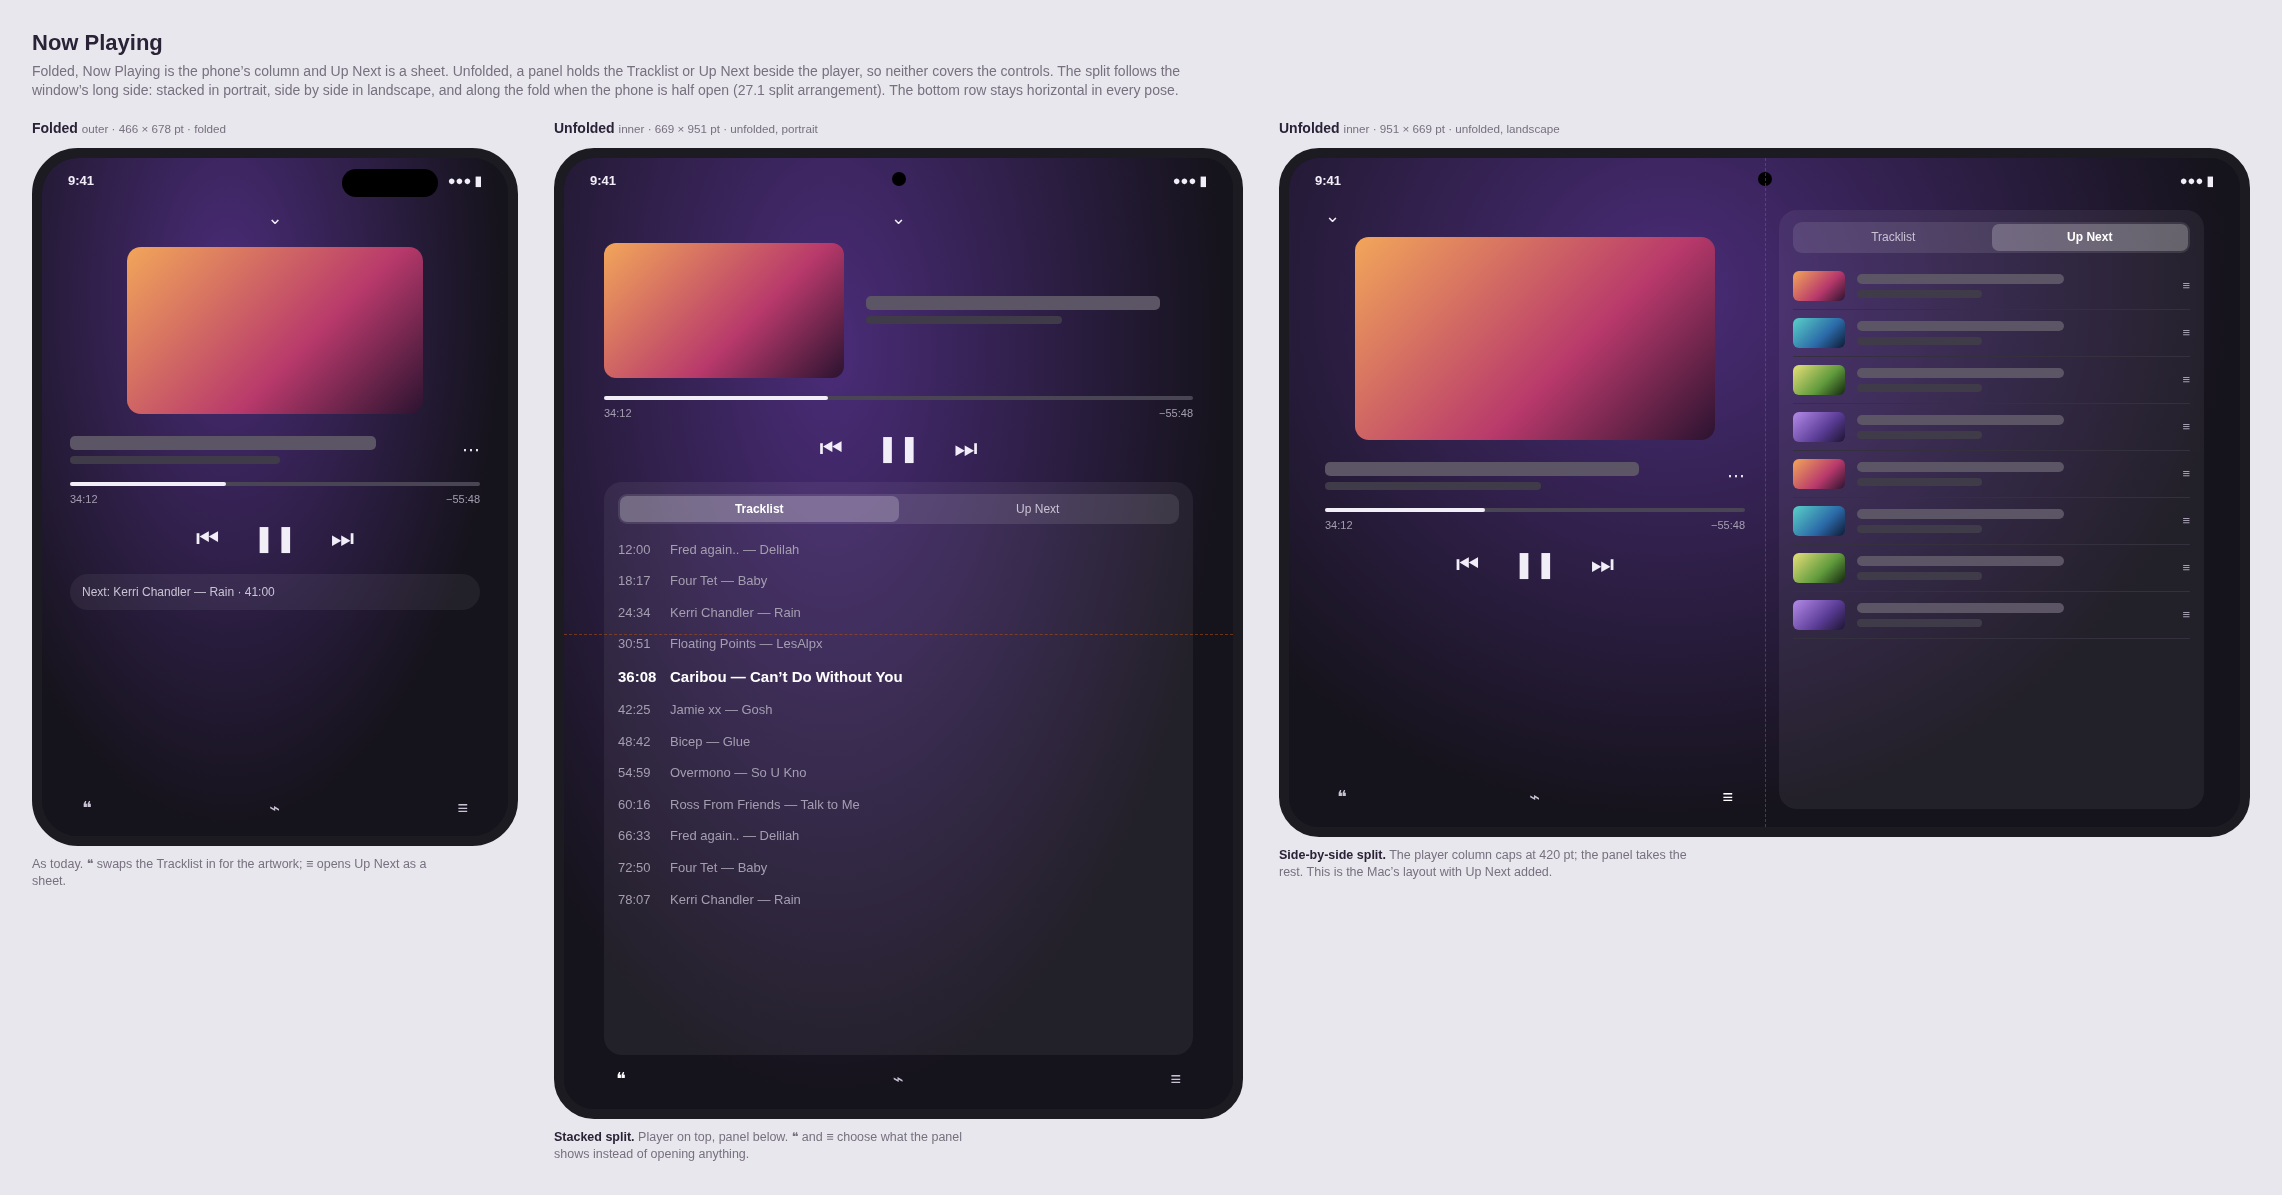 Now Playing
Folded, Now Playing is the phone’s column and Up Next is a sheet. Unfolded, a panel holds the Tracklist or Up Next beside the player, so neither covers the controls. The split follows the
window’s long side: stacked in portrait, side by side in landscape, and along the fold when the phone is half open (27.1 split arrangement). The bottom row stays horizontal in every pose.
Folded outer · 466 × 678 pt · folded
9:41
34:12
−55:48
Next: Kerri Chandler — Rain · 41:00
As today. ❝ swaps the Tracklist in for the artwork; ≡ opens Up Next as a
sheet.
Unfolded inner · 669 × 951 pt · unfolded, portrait
9:41
34:12
−55:48
Tracklist
Up Next
12:00 Fred again.. — Delilah
18:17 Four Tet — Baby
24:34 Kerri Chandler — Rain
30:51 Floating Points — LesAlpx
36:08 Caribou — Can’t Do Without You
42:25 Jamie xx — Gosh
48:42 Bicep — Glue
54:59 Overmono — So U Kno
60:16 Ross From Friends — Talk to Me
66:33 Fred again.. — Delilah
72:50 Four Tet — Baby
78:07 Kerri Chandler — Rain
Stacked split. Player on top, panel below. ❝ and ≡ choose what the panel
shows instead of opening anything.
Unfolded inner · 951 × 669 pt · unfolded, landscape
9:41
34:12
−55:48
Tracklist
Up Next
Side-by-side split. The player column caps at 420 pt; the panel takes the
rest. This is the Mac’s layout with Up Next added.